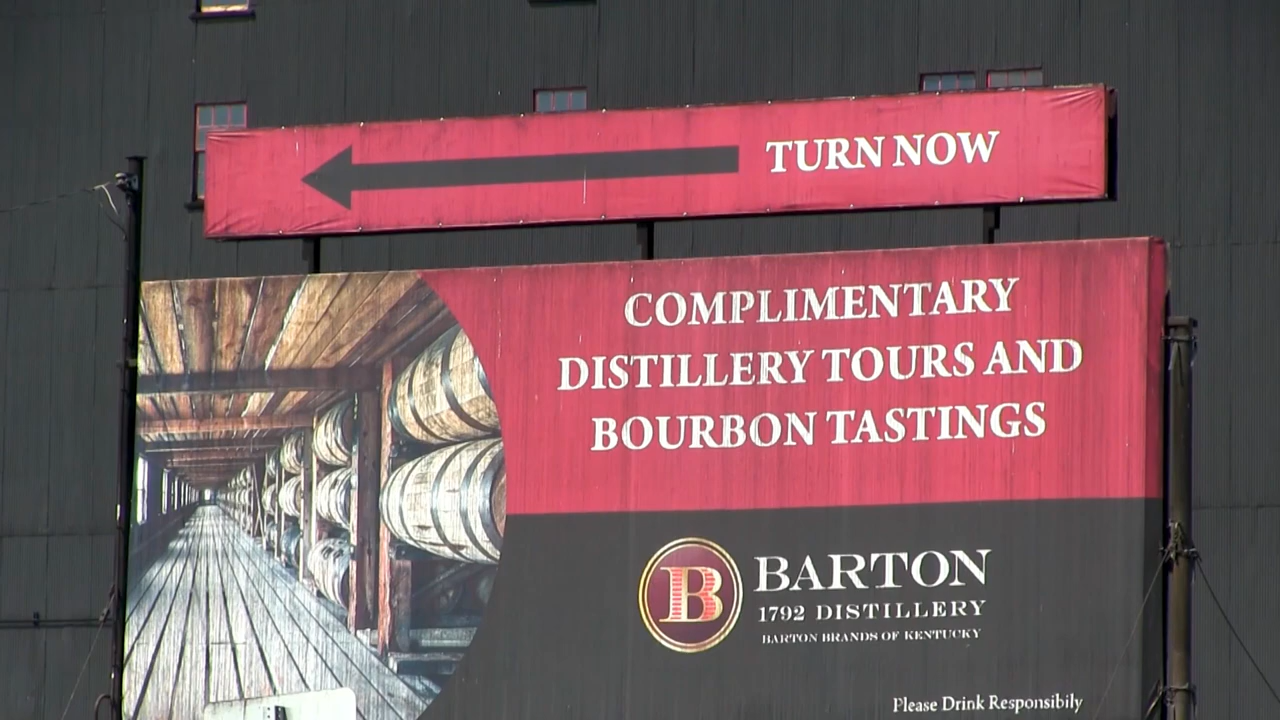 TURN NOW
COMPLIMENTARY
DISTILLERY TOURS AND
BOURBON TASTINGS
B
BARTON
1792 DISTILLERY
BARTON BRANDS OF KENTUCKY
Please Drink Responsibily